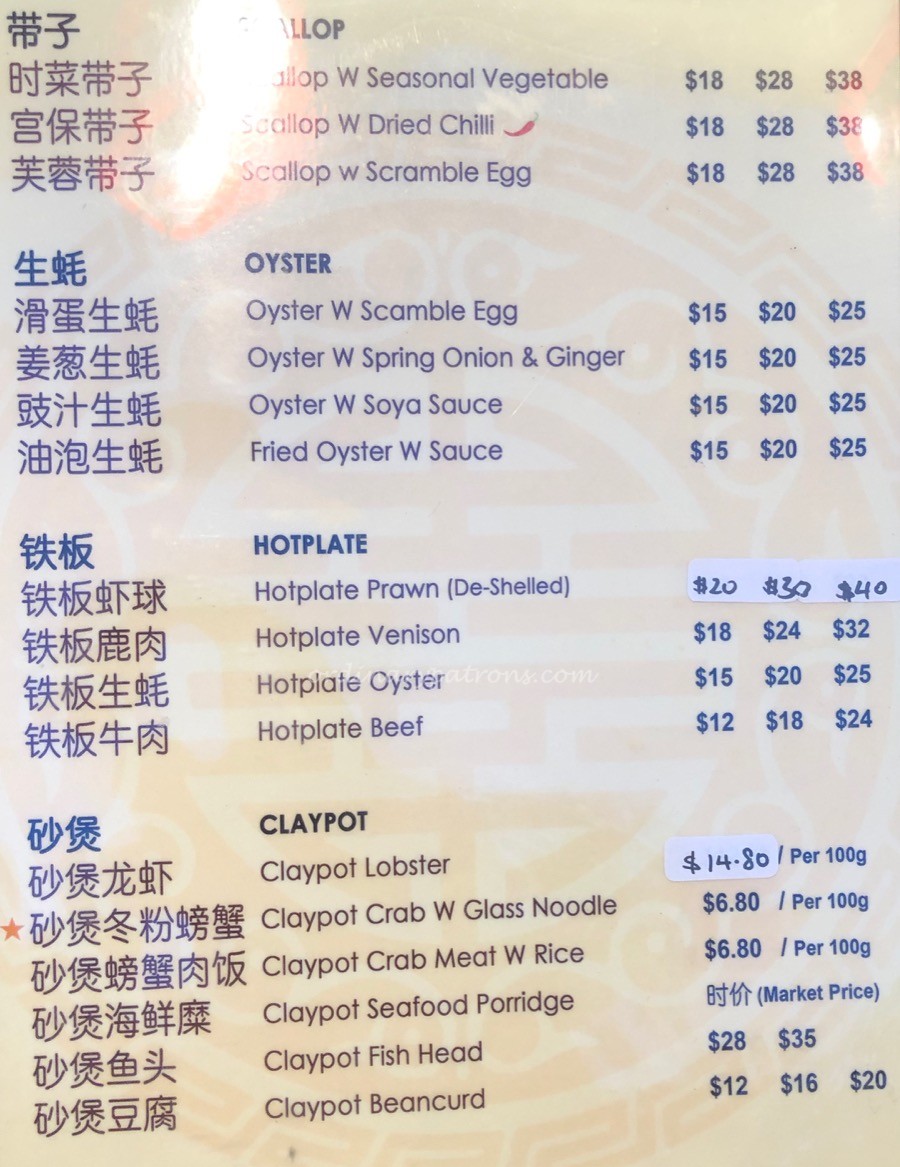 带子 SCALLOP
时菜带子 Scallop W Seasonal Vegetable $18 $28 $38
宫保带子 Scallop W Dried Chilli $18 $28 $38
芙蓉带子 Scallop w Scramble Egg $18 $28 $38
生蚝 OYSTER
滑蛋生蚝 Oyster W Scamble Egg $15 $20 $25
姜葱生蚝 Oyster W Spring Onion & Ginger $15 $20 $25
豉汁生蚝 Oyster W Soya Sauce $15 $20 $25
油泡生蚝 Fried Oyster W Sauce $15 $20 $25
铁板 HOTPLATE
铁板虾球 Hotplate Prawn (De-Shelled) $20 $30 $40
铁板鹿肉 Hotplate Venison $18 $24 $32
铁板生蚝 Hotplate Oyster $15 $20 $25
铁板牛肉 Hotplate Beef $12 $18 $24
砂煲 CLAYPOT
砂煲龙虾 Claypot Lobster $14.80 / Per 100g
砂煲冬粉螃蟹 Claypot Crab W Glass Noodle $6.80 / Per 100g
砂煲螃蟹肉饭 Claypot Crab Meat W Rice $6.80 / Per 100g
砂煲海鲜糜 Claypot Seafood Porridge 时价 (Market Price)
砂煲鱼头 Claypot Fish Head $28 $35
砂煲豆腐 Claypot Beancurd $12 $16 $20